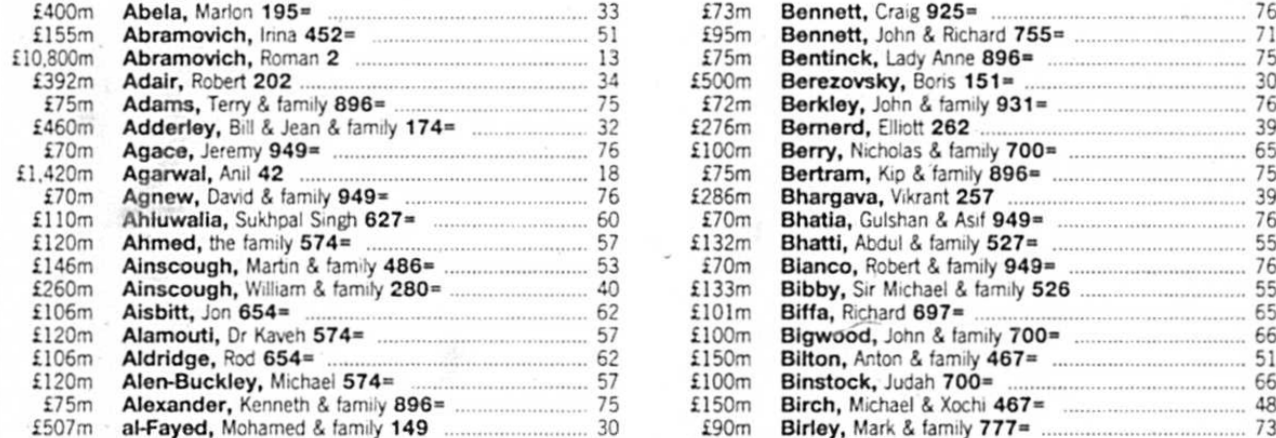 £400m Abela, Marlon 195= 33
£155m Abramovich, Irina 452= 51
£10,800m Abramovich, Roman 2 13
£392m Adair, Robert 202 34
£75m Adams, Terry & family 896= 75
£460m Adderley, Bill & Jean & family 174= 32
£70m Agace, Jeremy 949= 76
£1,420m Agarwal, Anil 42 18
£70m Agnew, David & family 949= 76
£110m Ahluwalia, Sukhpal Singh 627= 60
£120m Ahmed, the family 574= 57
£146m Ainscough, Martin & family 486= 53
£260m Ainscough, William & family 280= 40
£106m Aisbitt, Jon 654= 62
£120m Alamouti, Dr Kaveh 574= 57
£106m Aldridge, Rod 654= 62
£120m Alen-Buckley, Michael 574= 57
£75m Alexander, Kenneth & family 896= 75
£507m al-Fayed, Mohamed & family 149 30
£73m Bennett, Craig 925= 76
£95m Bennett, John & Richard 755= 71
£75m Bentinck, Lady Anne 896= 75
£500m Berezovsky, Boris 151= 30
£72m Berkley, John & family 931= 76
£276m Bernerd, Elliott 262 39
£100m Berry, Nicholas & family 700= 65
£75m Bertram, Kip & family 896= 75
£286m Bhargava, Vikrant 257 39
£70m Bhatia, Gulshan & Asif 949= 76
£132m Bhatti, Abdul & family 527= 55
£70m Bianco, Robert & family 949= 76
£133m Bibby, Sir Michael & family 526 55
£101m Biffa, Richard 697= 65
£100m Bigwood, John & family 700= 66
£150m Bilton, Anton & family 467= 51
£100m Binstock, Judah 700= 66
£150m Birch, Michael & Xochi 467= 48
£90m Birley, Mark & family 777= 73